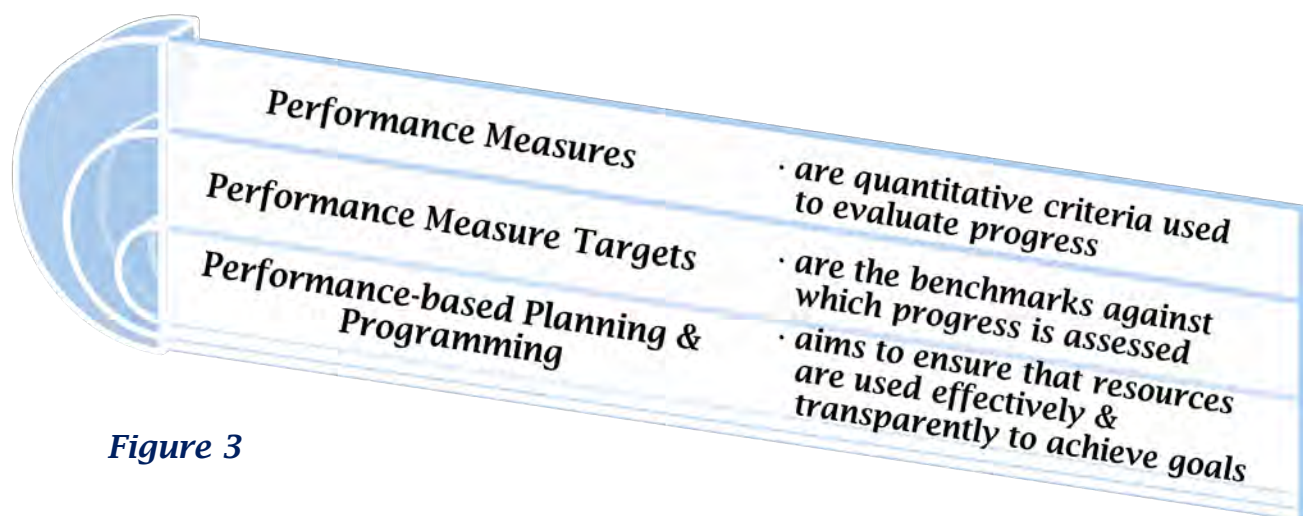 Performance Measures
· are quantitative criteria used
to evaluate progress
Performance Measure Targets
· are the benchmarks against
which progress is assessed
Performance-based Planning &
Programming
· aims to ensure that resources
are used effectively &
transparently to achieve goals
Figure 3